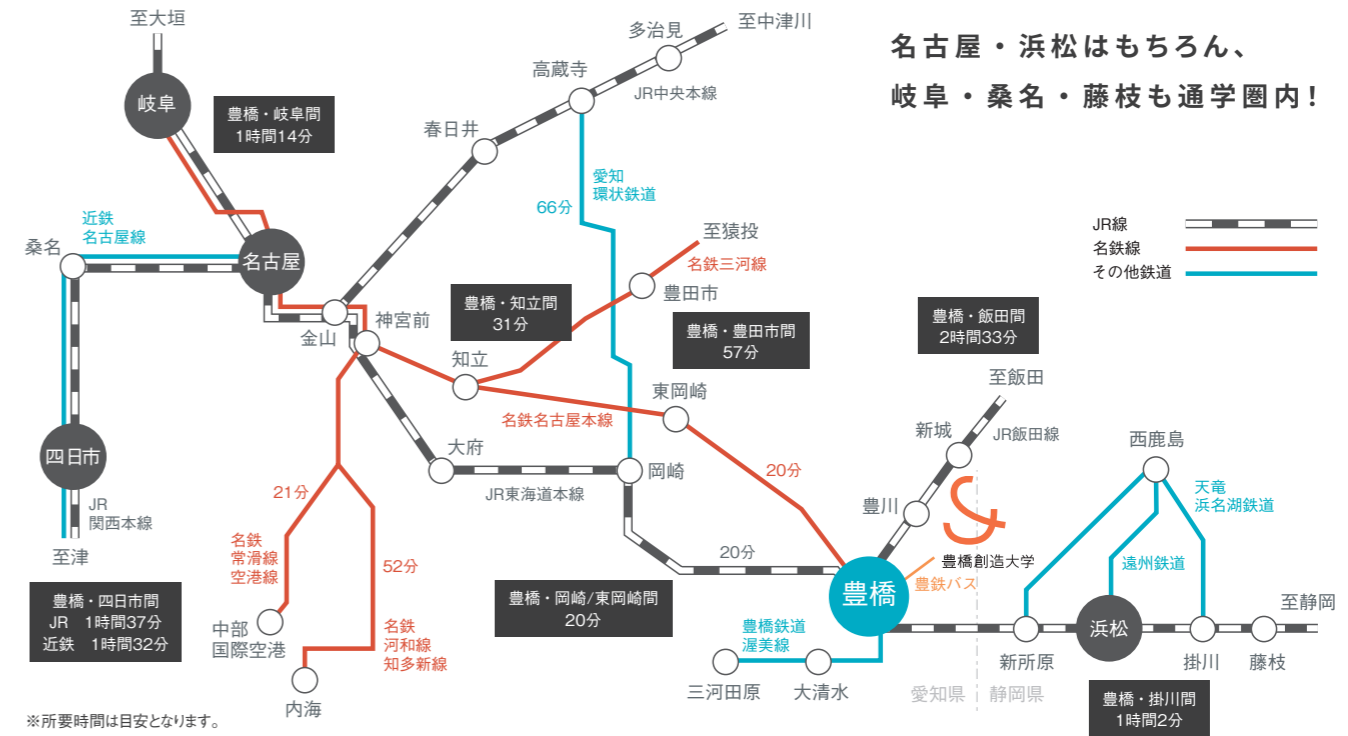 名古屋・浜松はもちろん、
岐阜・桑名・藤枝も通学圏内！
至大垣
岐阜
豊橋・岐阜間
1時間14分
多治見
至中津川
高蔵寺
JR中央本線
春日井
愛知
環状鉄道
66分
JR線
名鉄線
その他鉄道
近鉄
名古屋線
桑名
名古屋
至猿投
名鉄三河線
豊田市
金山
神宮前
豊橋・知立間
31分
知立
豊橋・豊田市間
57分
東岡崎
名鉄名古屋本線
豊橋・飯田間
2時間33分
至飯田
新城
JR飯田線
豊川
四日市
JR
関西本線
至津
大府
JR東海道本線
岡崎
20分
20分
21分
名鉄
常滑線
空港線
52分
中部
国際空港
名鉄
河和線
知多新線
内海
豊橋・四日市間
JR 1時間37分
近鉄 1時間32分
豊橋・岡崎/東岡崎間
20分
豊橋
豊橋創造大学
豊鉄バス
豊橋鉄道
渥美線
三河田原
大清水
愛知県
静岡県
西鹿島
天竜
浜名湖鉄道
遠州鉄道
新所原
浜松
掛川
藤枝
至静岡
豊橋・掛川間
1時間2分
※所要時間は目安となります。